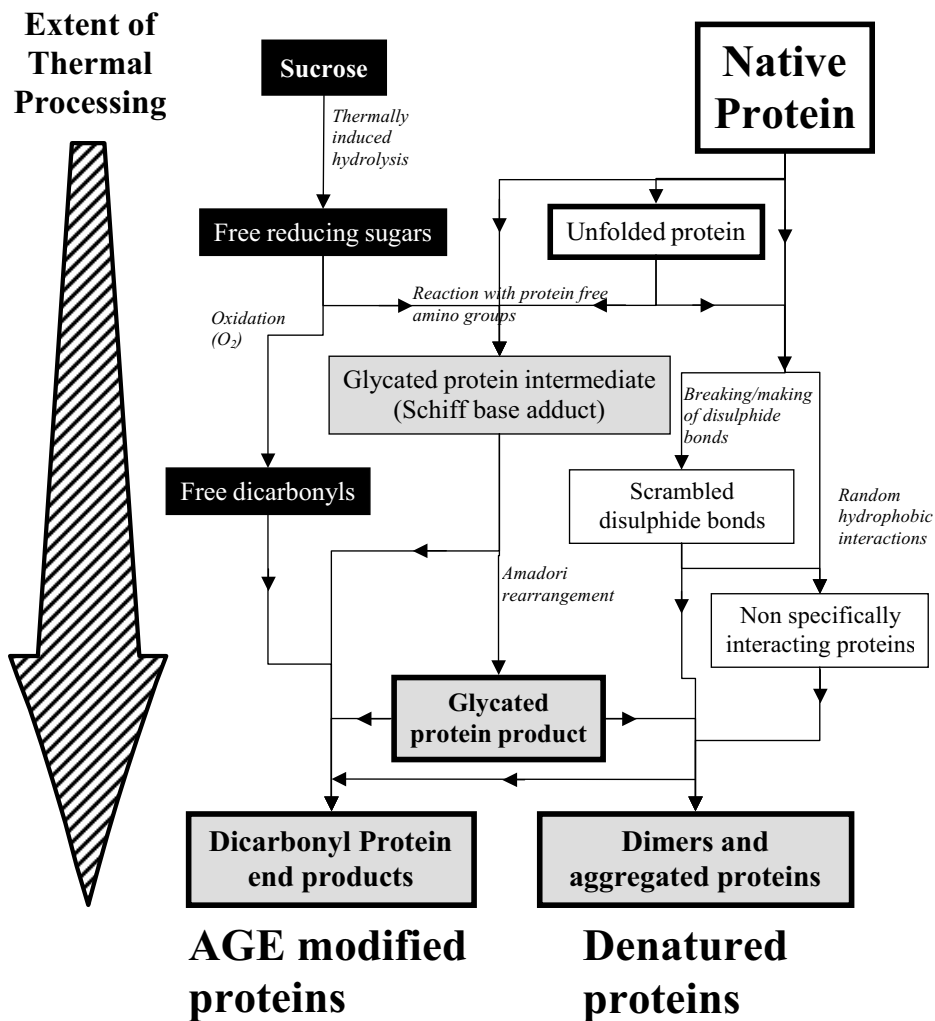 Extent of
Thermal
Processing
Sucrose
Native
Protein
Thermally
induced
hydrolysis
Free reducing sugars
Unfolded protein
Reaction with protein free
amino groups
Oxidation
(O₂)
Glycated protein intermediate
(Schiff base adduct)
Breaking/making
of disulphide
bonds
Free dicarbonyls
Scrambled
disulphide bonds
Random
hydrophobic
interactions
Amadori
rearrangement
Non specifically
interacting proteins
Glycated
protein product
Dicarbonyl Protein
end products
Dimers and
aggregated proteins
AGE modified
proteins
Denatured
proteins